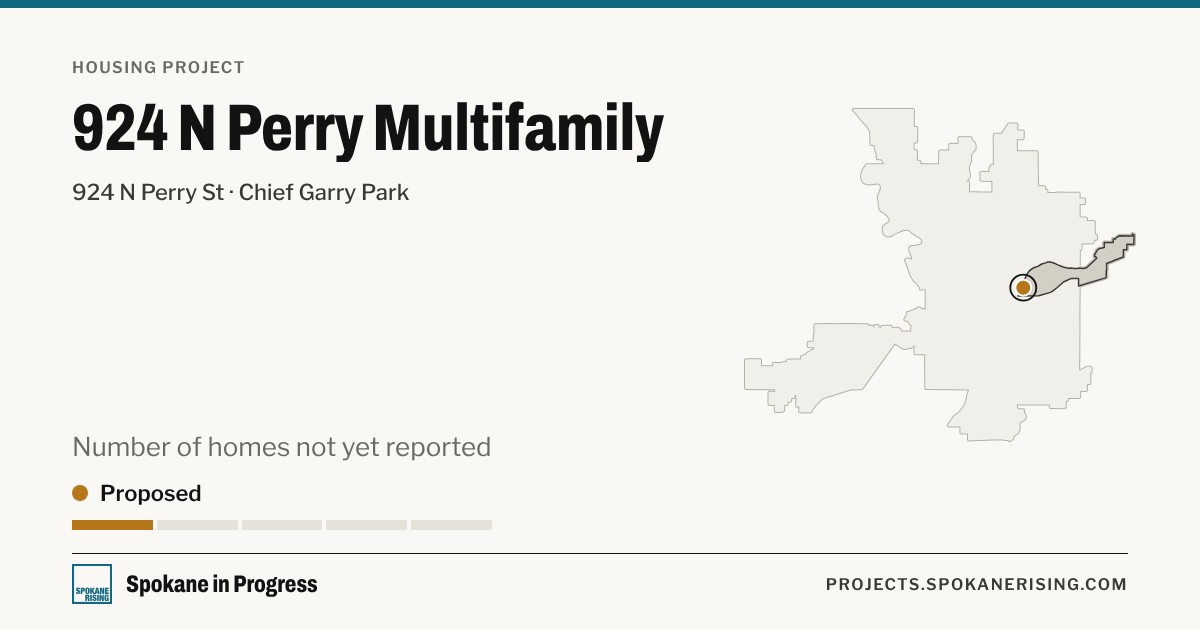 HOUSING PROJECT
924 N Perry Multifamily
924 N Perry St · Chief Garry Park
Number of homes not yet reported
Proposed
SPOKANE
RISING
Spokane in Progress
PROJECTS.SPOKANERISING.COM